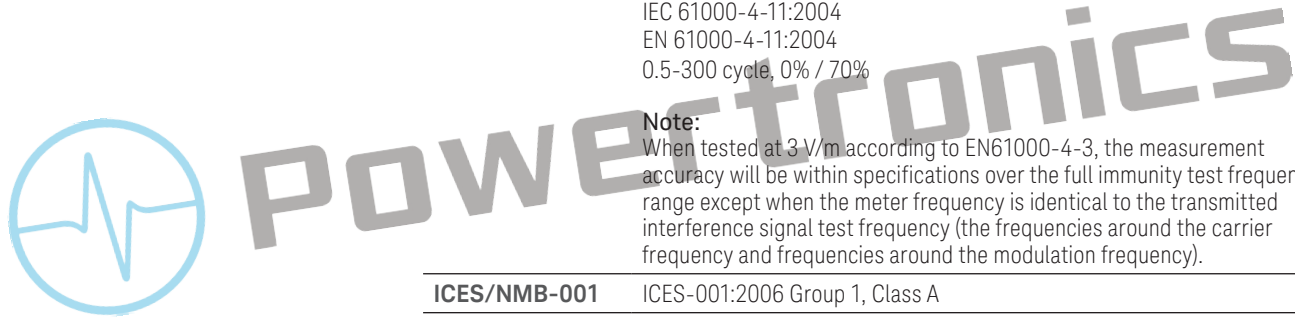 IEC 61000-4-11:2004
EN 61000-4-11:2004
0.5-300 cycle, 0% / 70%
Powertronics
Note:
When tested at 3 V/m according to EN61000-4-3, the measurement
accuracy will be within specifications over the full immunity test
range except when the meter frequency is identical to the transmitted
interference signal test frequency (the frequencies around the carrier
frequency and frequencies around the modulation frequency).
ICES/NMB-001 ICES-001:2006 Group 1, Class A